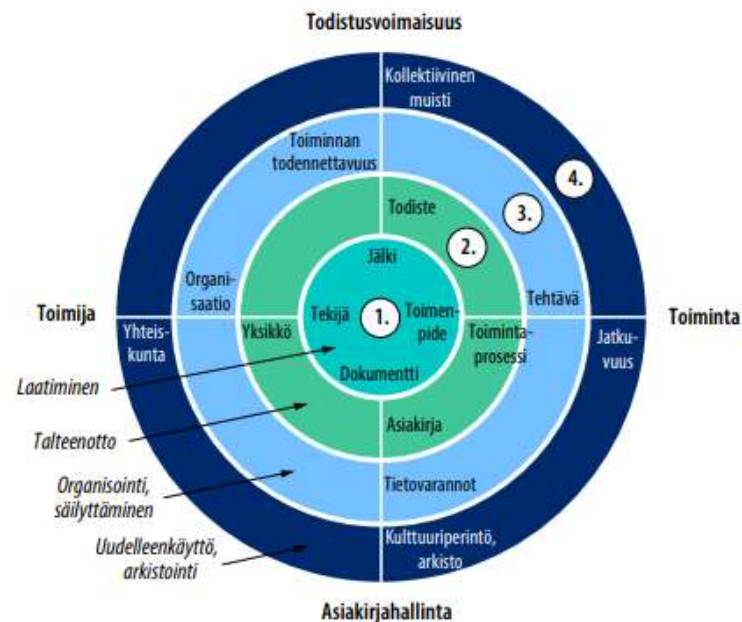 Todistusvoimaisuus
Kollektiivinen
muisti
Toiminnan
todennettavuus
4.
3.
Todiste
2.
Jälki
Organi-
saatio
Tehtävä
Toimija
Tekijä
1.
Toimen-
pide
Toiminta
Yhteis-
kunta
Yksikkö
Toiminta-
prosessi
Jatku-
vuus
Laatiminen
Dokumentti
Talteenotto
Asiakirja
Organisointi,
säilyttäminen
Tietovarannot
Uudelleenkäyttö,
arkistointi
Kulttuuriperintö,
arkisto
Asiakirjahallinta